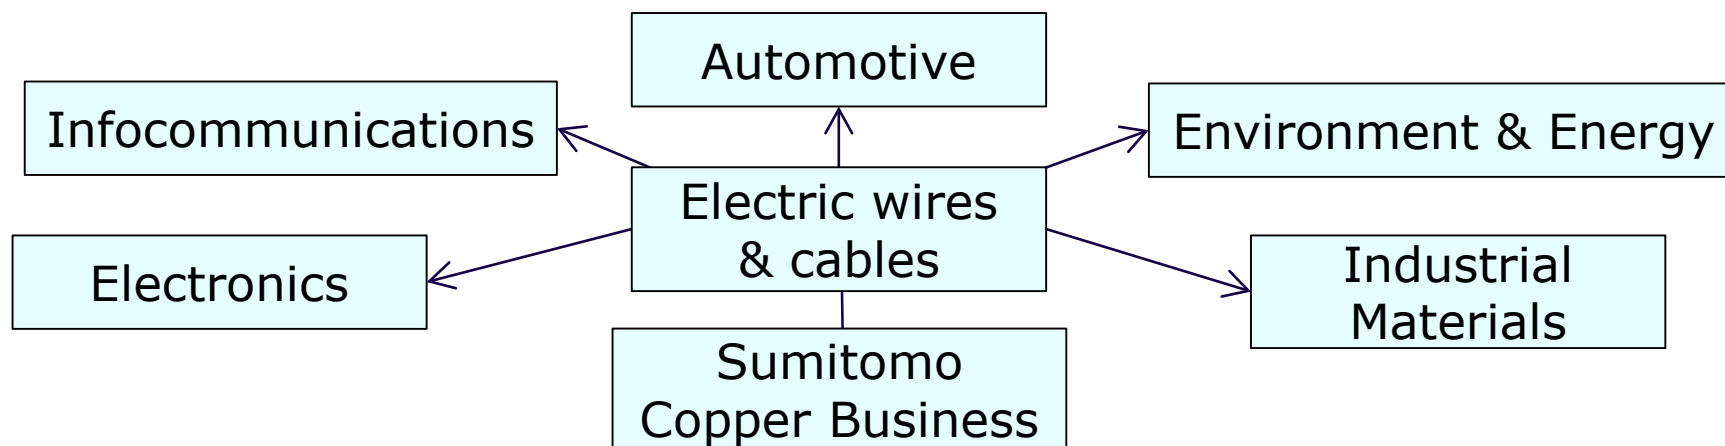 Automotive
Infocommunications
Environment & Energy
Electric wires
& cables
Electronics
Industrial
Materials
Sumitomo
Copper Business